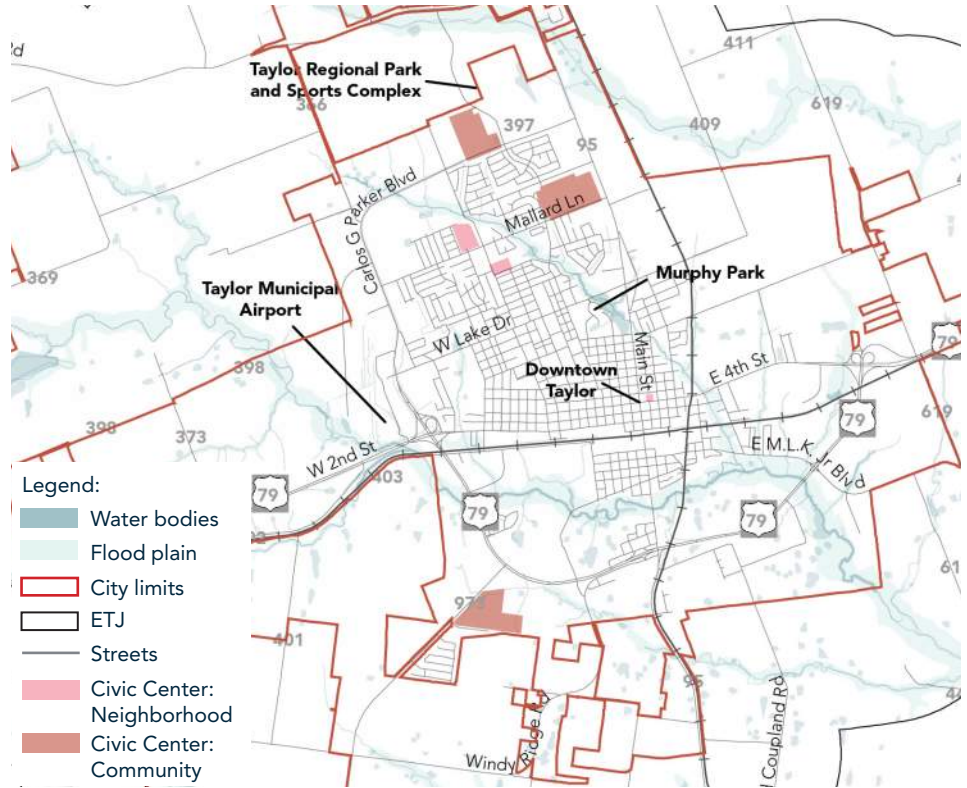 411
Rd
Taylor Regional Park
and Sports Complex
366
619
397
409
95
Carlos G Parker Blvd
Mallard Ln
369
Taylor Municipal
Airport
Murphy Park
W Lake Dr
Main St
79
398
Downtown
Taylor
E 4th St
398
373
79
619
W 2nd St
E M.L.K. Jr Blvd
403
79
79
79
Legend:
Water bodies
Flood plain
City limits
ETJ
Streets
Civic Center:
Neighborhood
Civic Center:
Community
973
401
95
Windy Ridge Rd
Coupland Rd